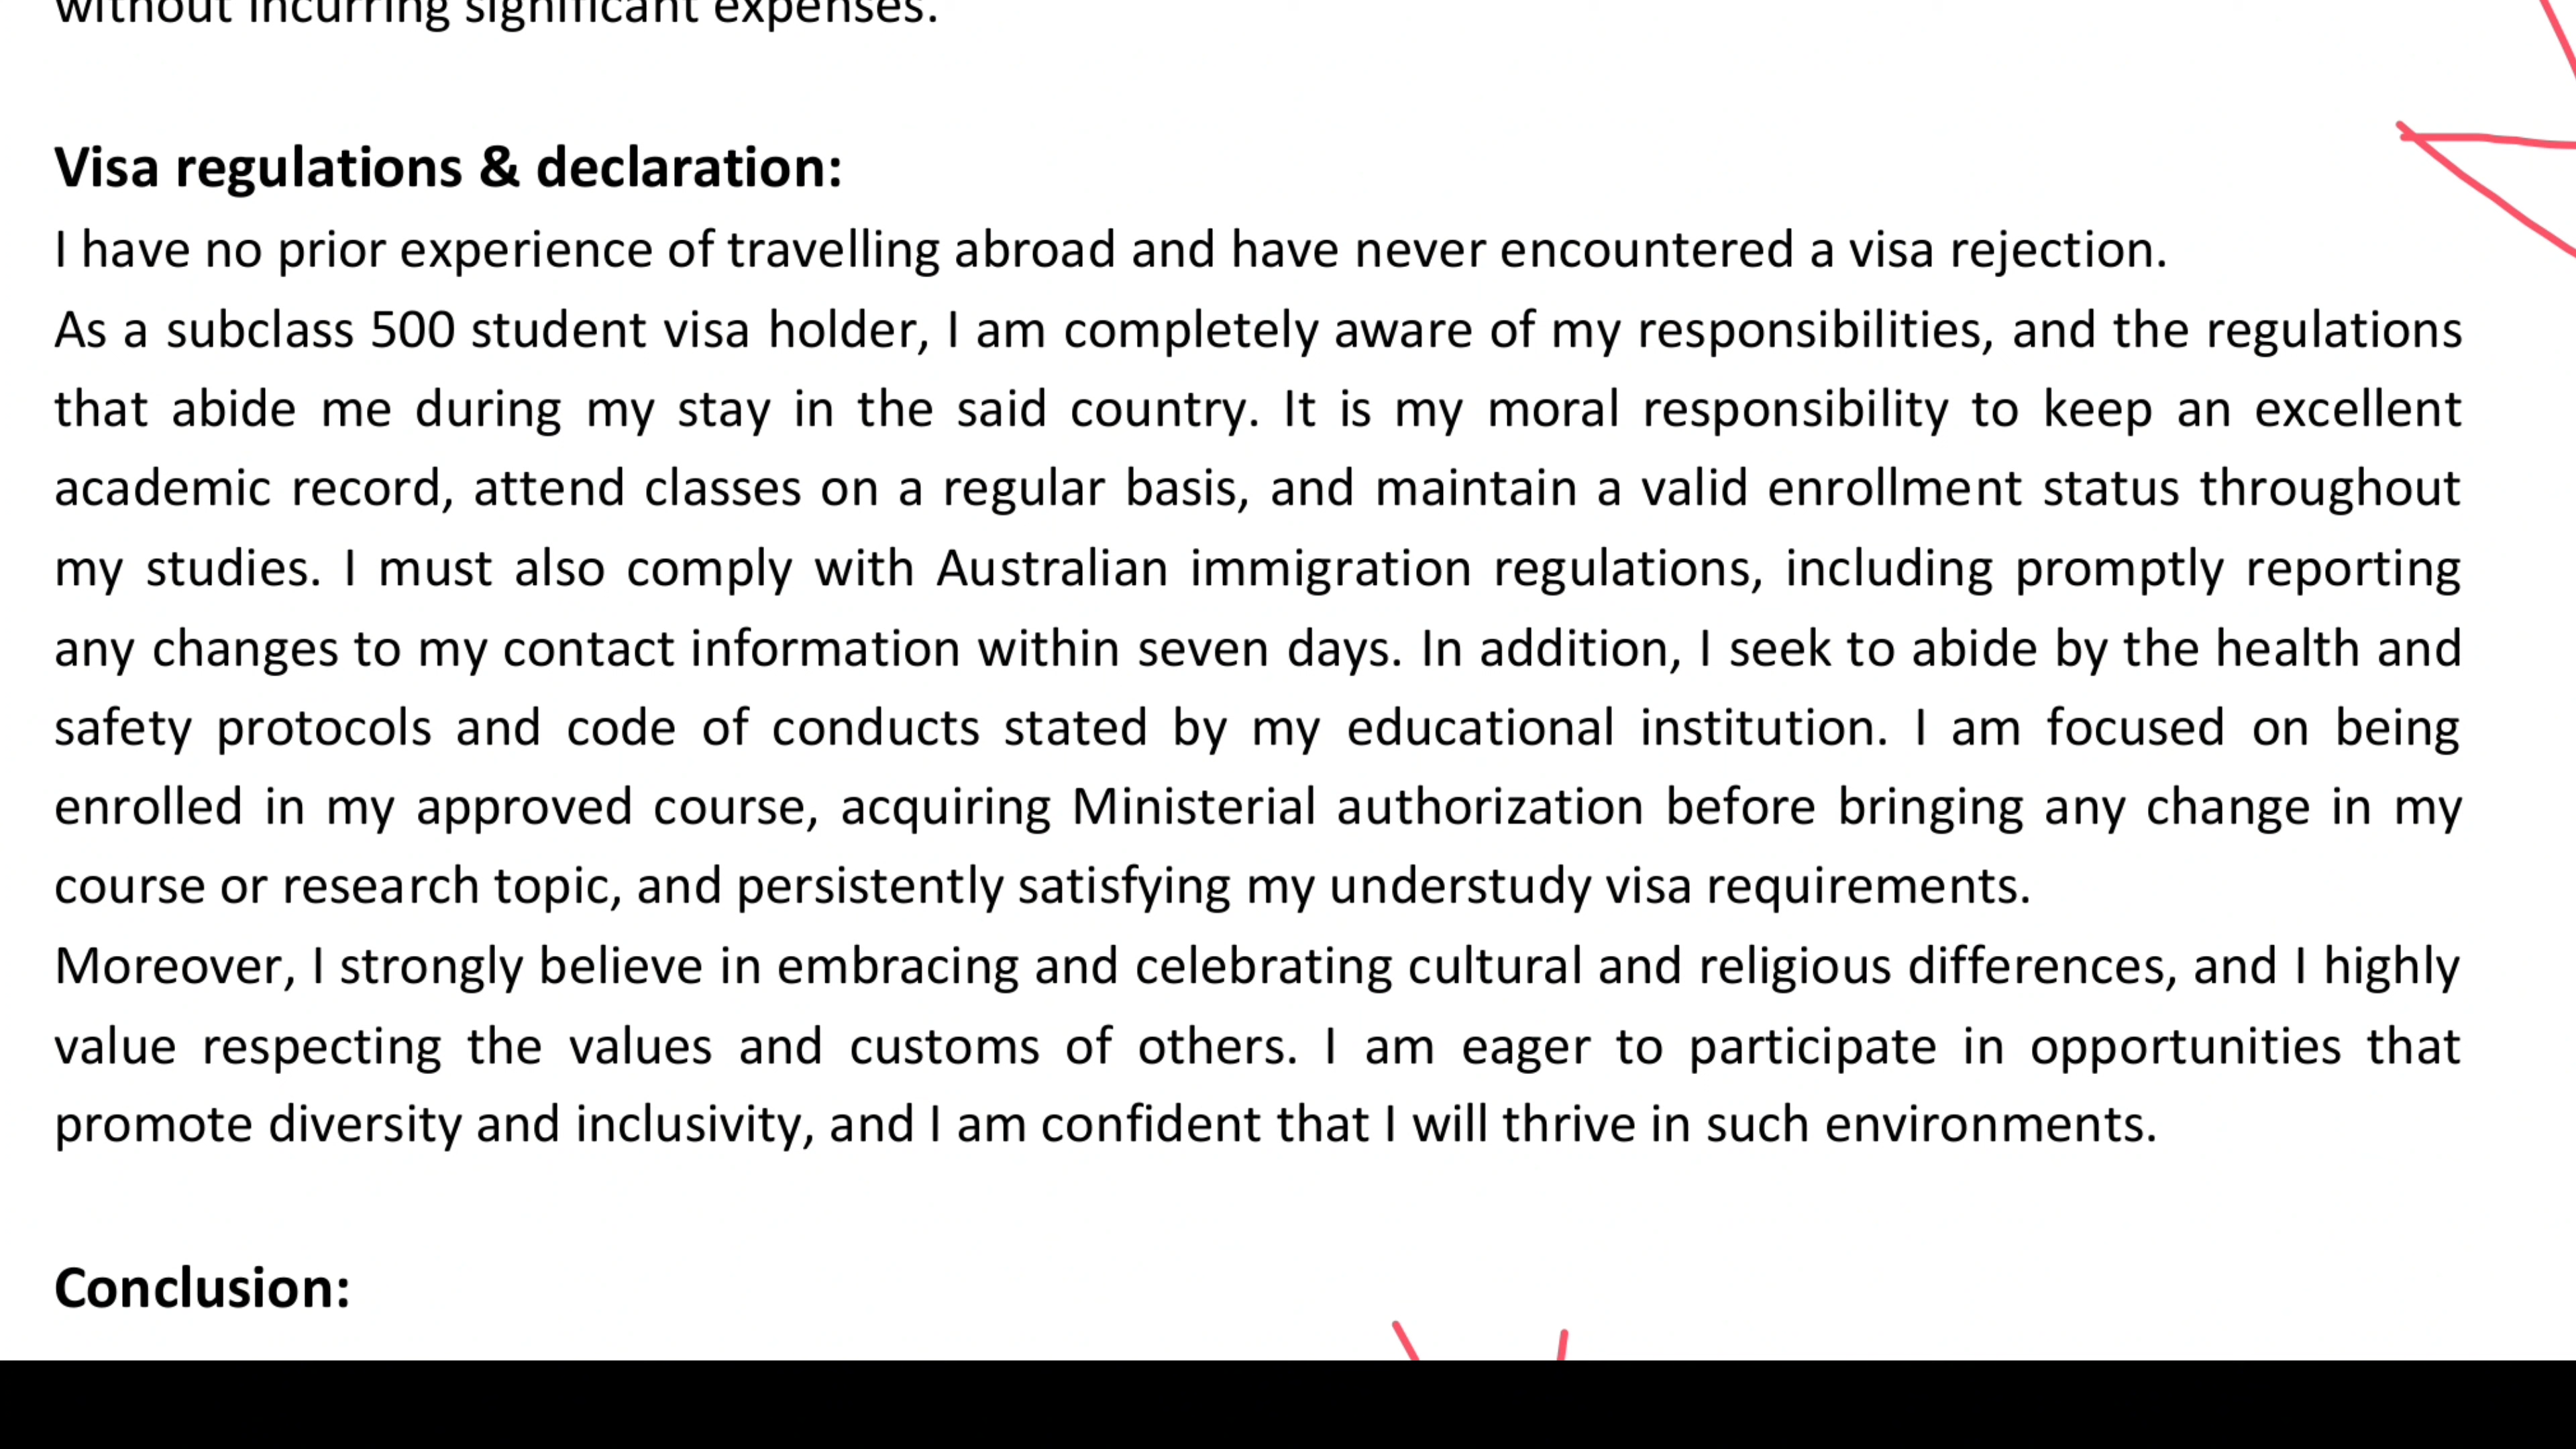 without incurring significant expenses.
Visa regulations & declaration:
I have no prior experience of travelling abroad and have never encountered a visa rejection.
As a subclass 500 student visa holder, I am completely aware of my responsibilities, and the regulations
that abide me during my stay in the said country. It is my moral responsibility to keep an excellent
academic record, attend classes on a regular basis, and maintain a valid enrollment status throughout
my studies. I must also comply with Australian immigration regulations, including promptly reporting
any changes to my contact information within seven days. In addition, I seek to abide by the health and
safety protocols and code of conducts stated by my educational institution. I am focused on being
enrolled in my approved course, acquiring Ministerial authorization before bringing any change in my
course or research topic, and persistently satisfying my understudy visa requirements.
Moreover, I strongly believe in embracing and celebrating cultural and religious differences, and I highly
value respecting the values and customs of others. I am eager to participate in opportunities that
promote diversity and inclusivity, and I am confident that I will thrive in such environments.
Conclusion: